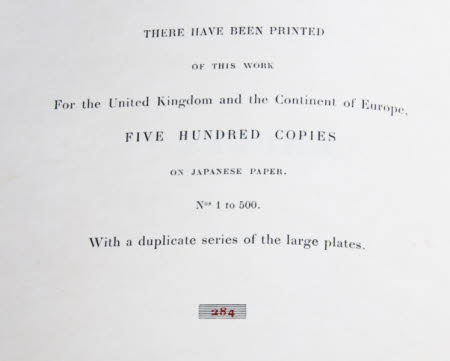 THERE HAVE BEEN PRINTED
OF THIS WORK
For the United Kingdom and the Continent of Europe,
FIVE HUNDRED COPIES
ON JAPANESE PAPER.
Nos 1 to 500.
With a duplicate series of the large plates.
284